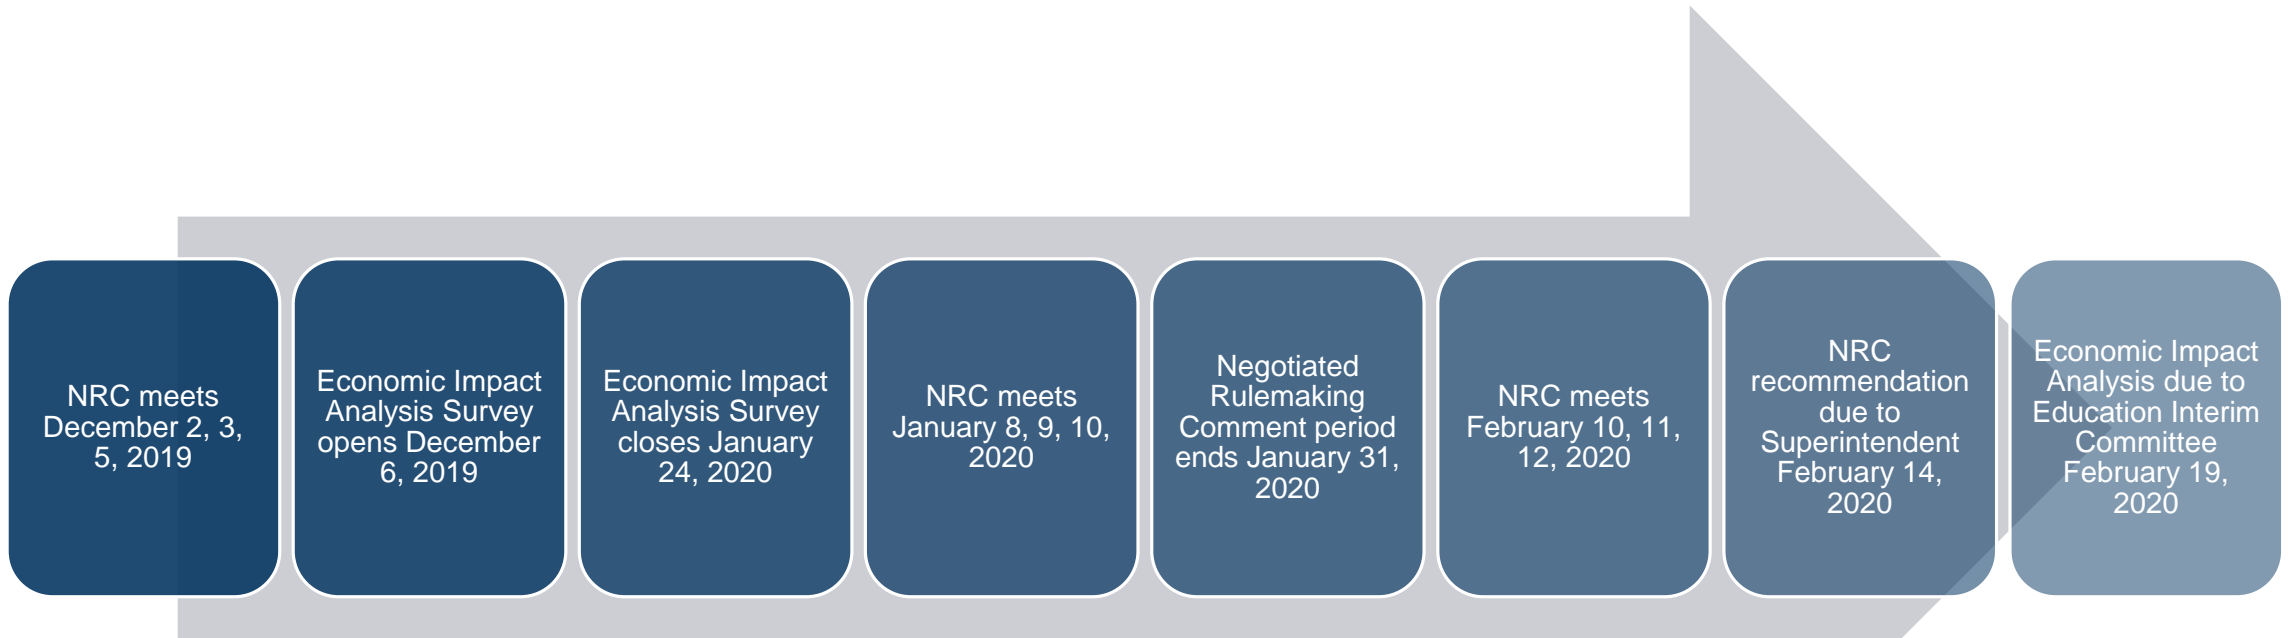 NRC meets
December 2, 3,
5, 2019
Economic Impact
Analysis Survey
opens December
6, 2019
Economic Impact
Analysis Survey
closes January
24, 2020
NRC meets
January 8, 9, 10,
2020
Negotiated
Rulemaking
Comment period
ends January 31,
2020
NRC meets
February 10, 11,
12, 2020
NRC
recommendation
due to
Superintendent
February 14,
2020
Economic Impact
Analysis due to
Education Interim
Committee
February 19,
2020